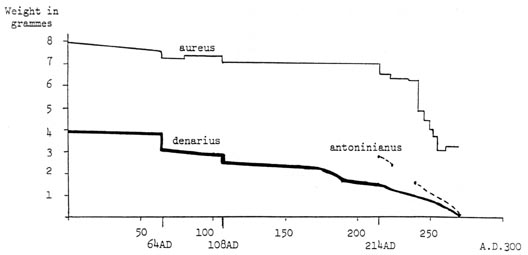 Weight in
grammes
8
7
6
5
4
3
2
1
aureus
denarius
antoninianus
50
100
150
200
250
A.D.300
64AD
108AD
214AD